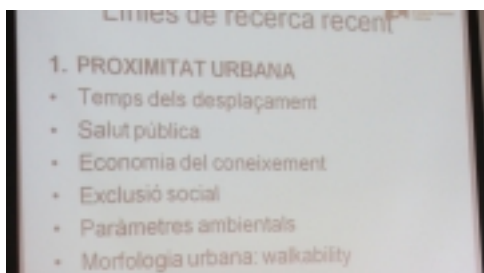 Línies de recerca recent
1. PROXIMITAT URBANA
• Temps dels desplaçament
• Salut pública
• Economia del coneixement
• Exclusió social
• Paràmetres ambientals
• Morfologia urbana: walkability